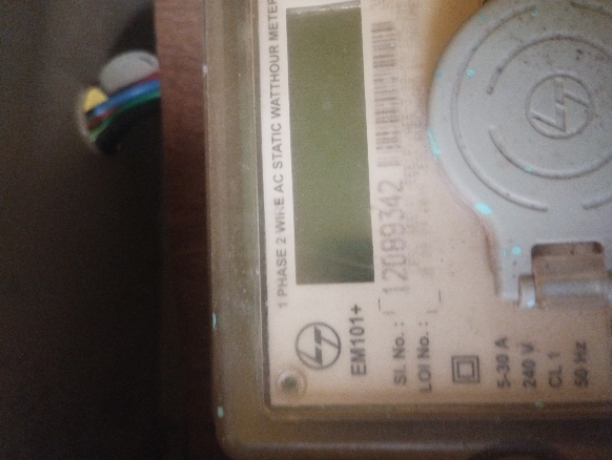 1 PHASE 2 WIRE AC STATIC WATTHOUR METER
EM101+
Sl. No. : 12089342
LOI No. :
5-30 A
240 V
CL 1
50 Hz